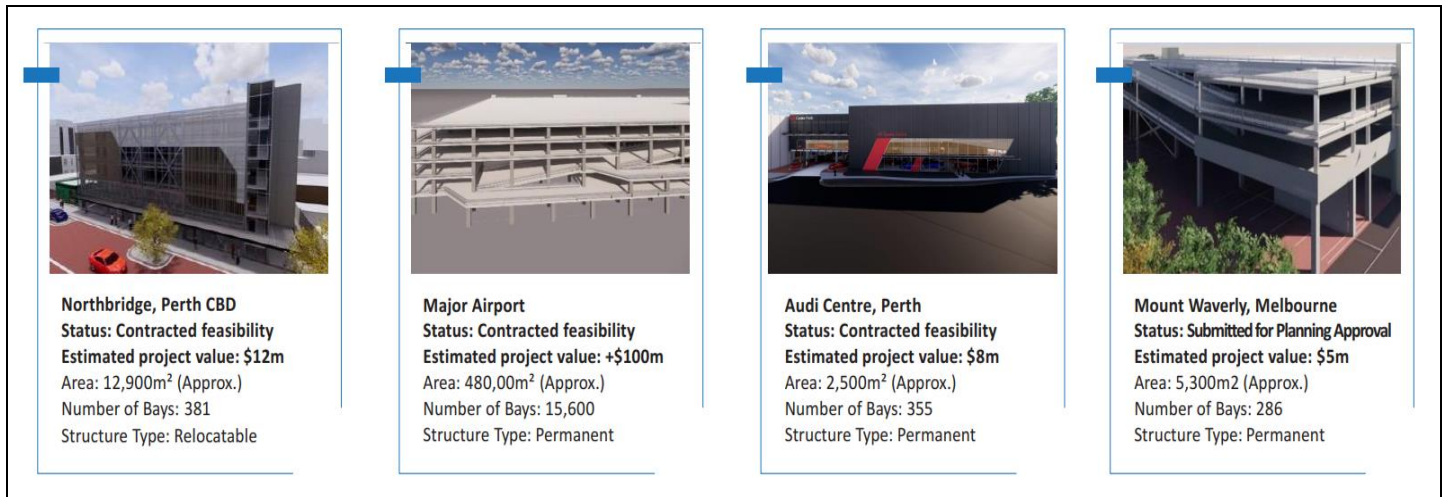 Northbridge, Perth CBD
Status: Contracted feasibility
Estimated project value: $12m
Area: 12,900m² (Approx.)
Number of Bays: 381
Structure Type: Relocatable
Major Airport
Status: Contracted feasibility
Estimated project value: +$100m
Area: 480,00m² (Approx.)
Number of Bays: 15,600
Structure Type: Permanent
Audi Centre, Perth
Status: Contracted feasibility
Estimated project value: $8m
Area: 2,500m² (Approx.)
Number of Bays: 355
Structure Type: Permanent
Mount Waverly, Melbourne
Status: Submitted for Planning Approval
Estimated project value: $5m
Area: 5,300m2 (Approx.)
Number of Bays: 286
Structure Type: Permanent